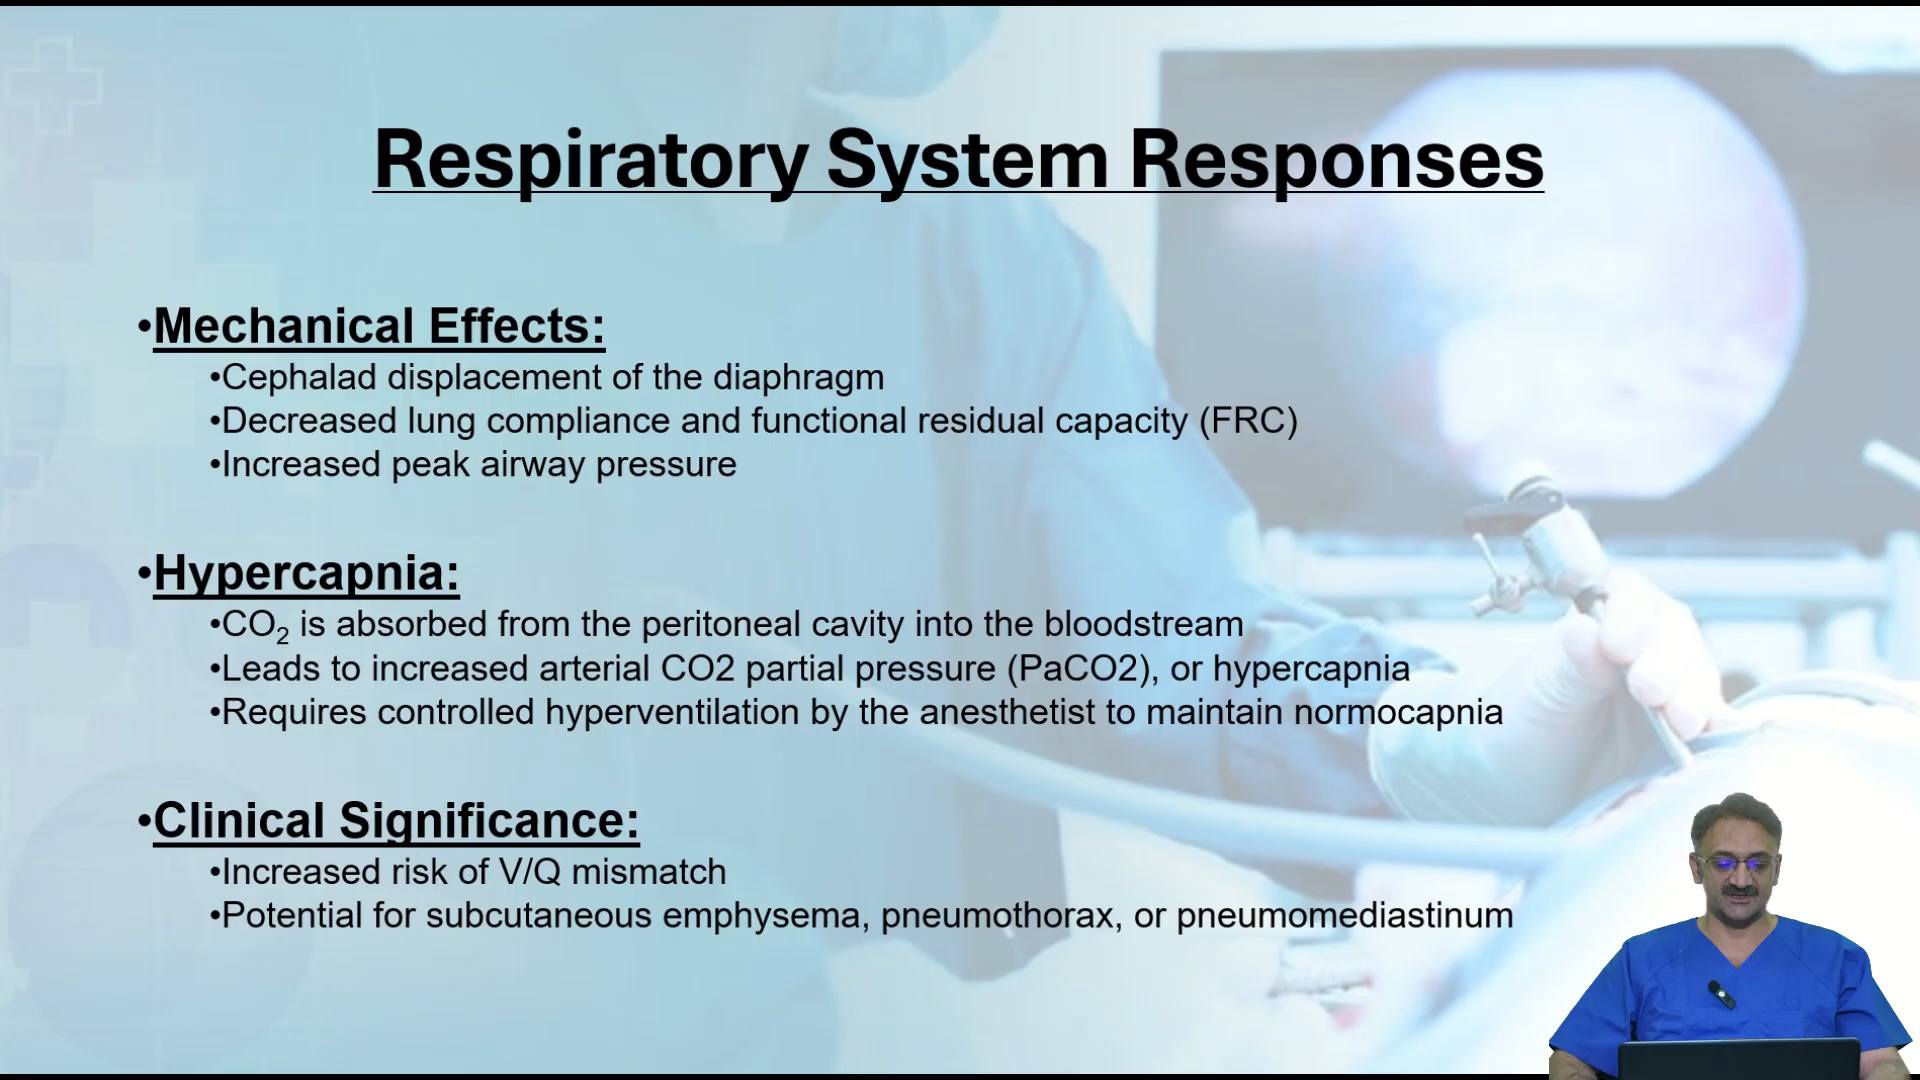 Respiratory System Responses
•Mechanical Effects:
•Cephalad displacement of the diaphragm
•Decreased lung compliance and functional residual capacity (FRC)
•Increased peak airway pressure
•Hypercapnia:
•CO₂ is absorbed from the peritoneal cavity into the bloodstream
•Leads to increased arterial CO2 partial pressure (PaCO2), or hypercapnia
•Requires controlled hyperventilation by the anesthetist to maintain normocapnia
•Clinical Significance:
•Increased risk of V/Q mismatch
•Potential for subcutaneous emphysema, pneumothorax, or pneumomediastinum